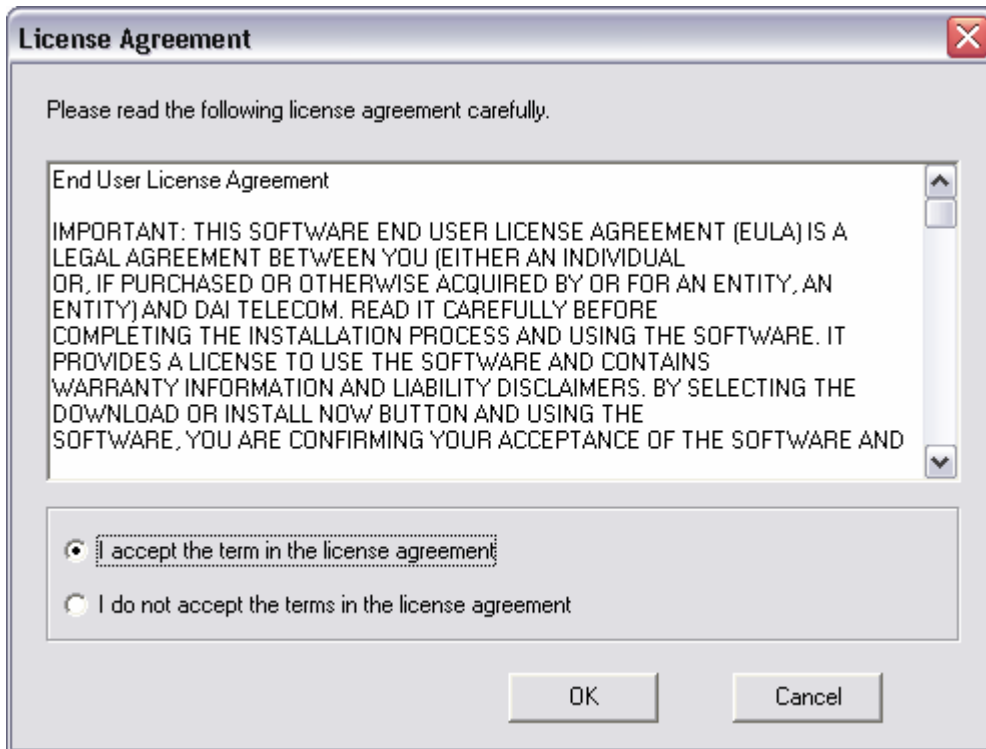 License Agreement
Please read the following license agreement carefully.
End User License Agreement
IMPORTANT: THIS SOFTWARE END USER LICENSE AGREEMENT (EULA) IS A
LEGAL AGREEMENT BETWEEN YOU (EITHER AN INDIVIDUAL
OR, IF PURCHASED OR OTHERWISE ACQUIRED BY OR FOR AN ENTITY, AN
ENTITY) AND DAI TELECOM. READ IT CAREFULLY BEFORE
COMPLETING THE INSTALLATION PROCESS AND USING THE SOFTWARE. IT
PROVIDES A LICENSE TO USE THE SOFTWARE AND CONTAINS
WARRANTY INFORMATION AND LIABILITY DISCLAIMERS. BY SELECTING THE
DOWNLOAD OR INSTALL NOW BUTTON AND USING THE
SOFTWARE, YOU ARE CONFIRMING YOUR ACCEPTANCE OF THE SOFTWARE AND
I accept the term in the license agreement
I do not accept the terms in the license agreement
OK
Cancel